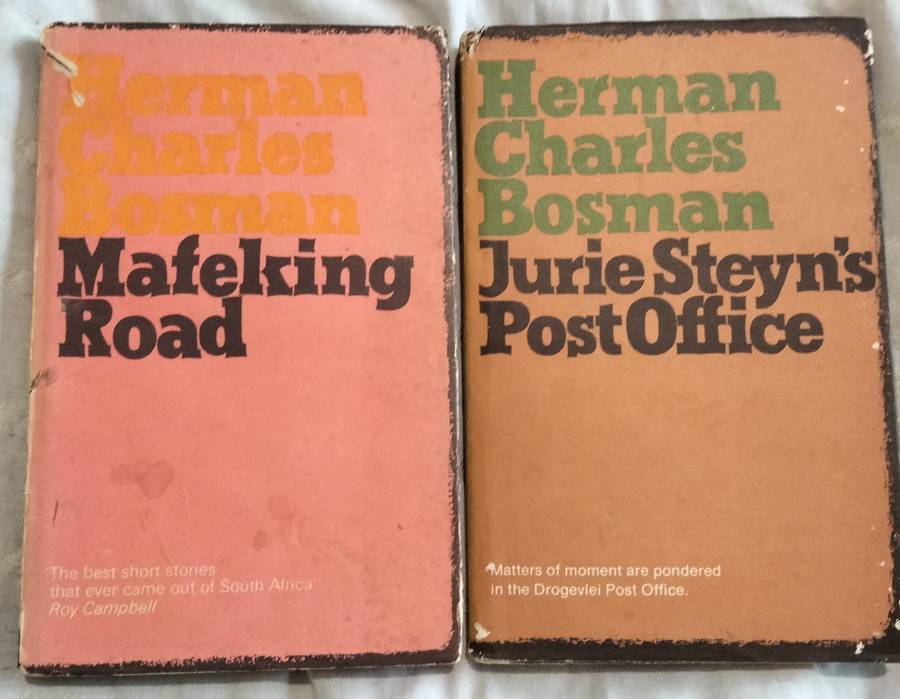 Herman
Charles
Bosman
Mafeking
Road
'The best short stories
that ever came out of South Africa'
Roy Campbell
Herman
Charles
Bosman
Jurie Steyn's
Post Office
Matters of moment are pondered
in the Drogevlei Post Office.